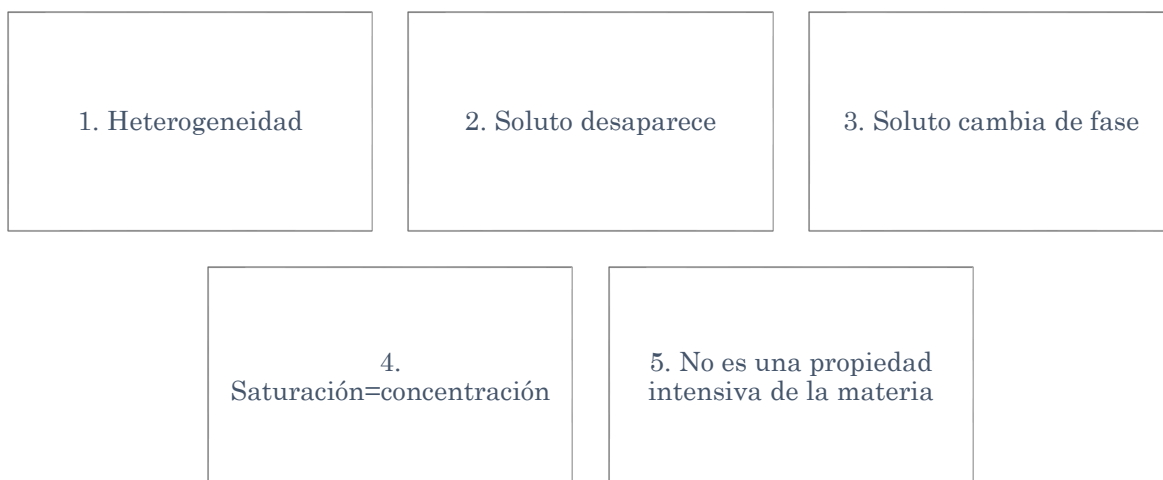 1. Heterogeneidad
2. Soluto desaparece
3. Soluto cambia de fase
4.
Saturación=concentración
5. No es una propiedad
intensiva de la materia